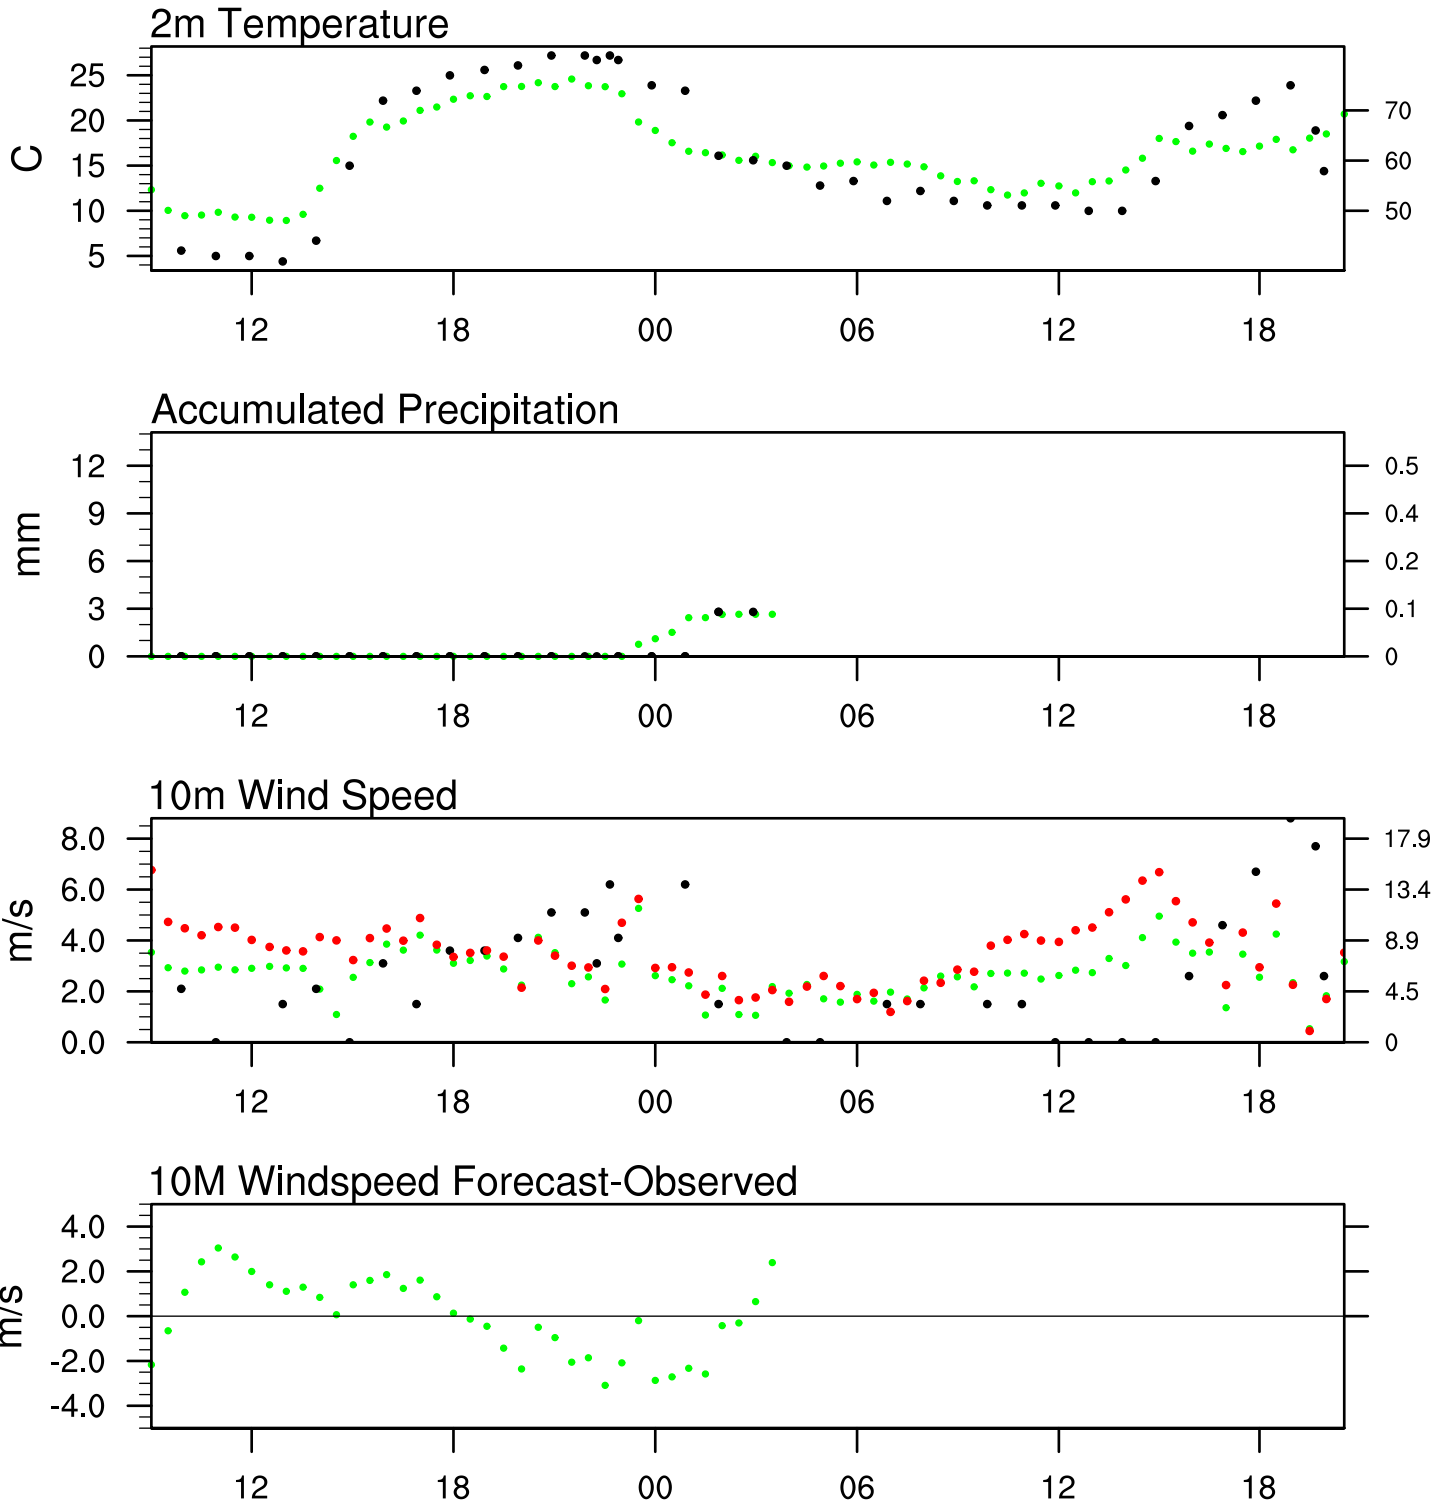 2m Temperature
C
25
20
15
10
5
70
60
50
12 18 00 06 12 18
Accumulated Precipitation
mm
12
9
6
3
0
0.5
0.4
0.2
0.1
0
12 18 00 06 12 18
10m Wind Speed
m/s
8.0
6.0
4.0
2.0
0.0
17.9
13.4
8.9
4.5
0
12 18 00 06 12 18
10M Windspeed Forecast-Observed
m/s
4.0
2.0
0.0
-2.0
-4.0
12 18 00 06 12 18